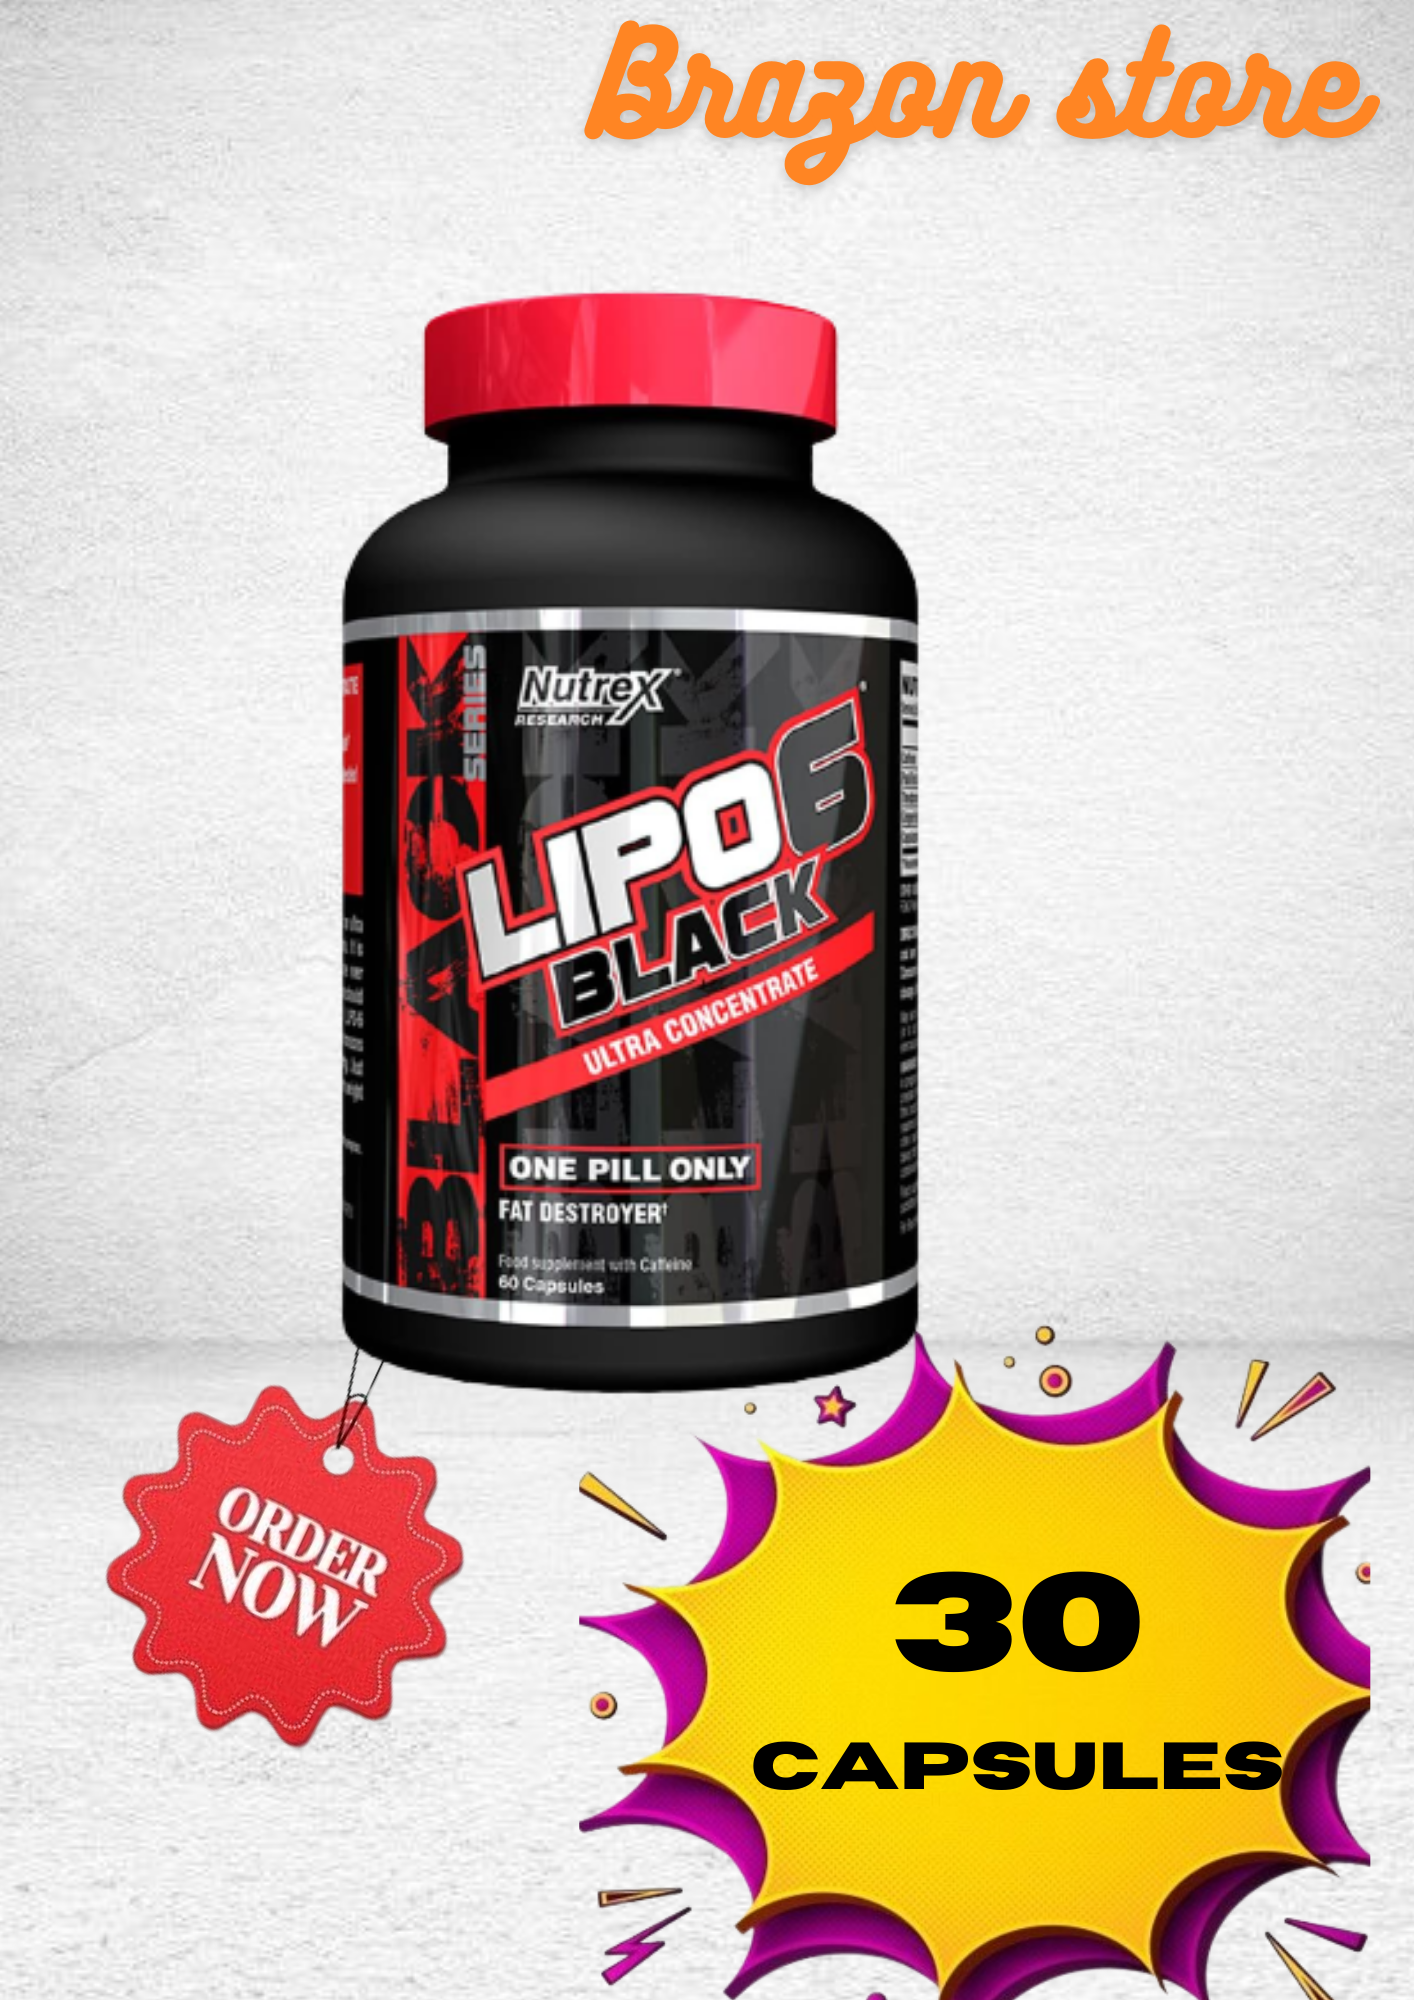 Brazon store
BLACK
SERIES
Nutrex
RESEARCH
LIPO6
BLACK
ULTRA CONCENTRATE
ONE PILL ONLY
FAT DESTROYER†
Food supplement with Caffeine
60 Capsules
ORDER
NOW
30
CAPSULES